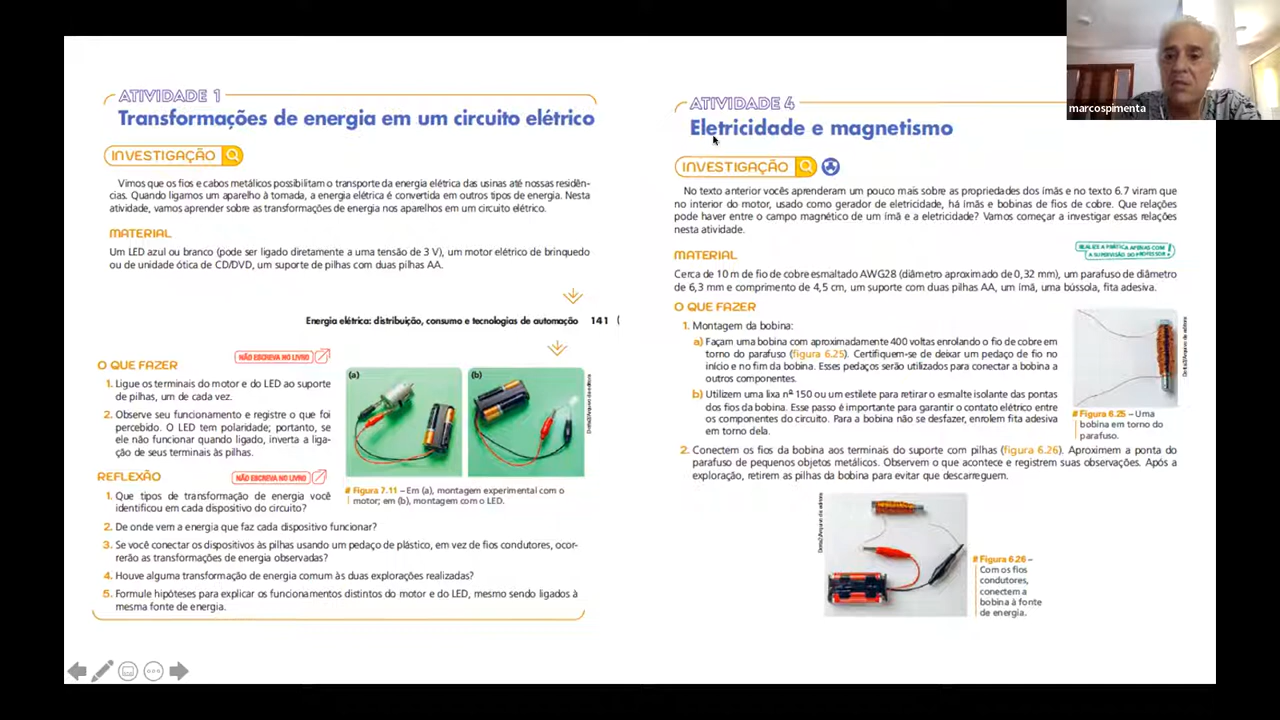 marcospimenta
ATIVIDADE 1
Transformações de energia em um circuito elétrico
INVESTIGAÇÃO
Vimos que os fios e cabos metálicos possibilitam o transporte da energia elétrica das usinas até nossas residên-
cias. Quando ligamos um aparelho à tomada, a energia elétrica é convertida em outros tipos de energia. Nesta
atividade, vamos aprender sobre as transformações de energia nos aparelhos em um circuito elétrico.
MATERIAL
Um LED azul ou branco (pode ser ligado diretamente a uma tensão de 3 V), um motor elétrico de brinquedo
ou de unidade ótica de CD/DVD, um suporte de pilhas com duas pilhas AA.
Energia elétrica: distribuição, consumo e tecnologias de automação 141
O QUE FAZER
NÃO ESCREVA NO LIVRO
1. Ligue os terminais do motor e do LED ao suporte
de pilhas, um de cada vez.
2. Observe seu funcionamento e registre o que foi
percebido. O LED tem polaridade; portanto, se
ele não funcionar quando ligado, inverta a liga-
ção de seus terminais às pilhas.
(a)
(b)
Figura 7.11 – Em (a), montagem experimental com o
motor; em (b), montagem com o LED.
REFLEXÃO
NÃO ESCREVA NO LIVRO
1. Que tipos de transformação de energia você
identificou em cada dispositivo do circuito?
2. De onde vem a energia que faz cada dispositivo funcionar?
3. Se você conectar os dispositivos às pilhas usando um pedaço de plástico, em vez de fios condutores, ocor-
rerão as transformações de energia observadas?
4. Houve alguma transformação de energia comum às duas explorações realizadas?
5. Formule hipóteses para explicar os funcionamentos distintos do motor e do LED, mesmo sendo ligados à
mesma fonte de energia.
ATIVIDADE 4
Eletricidade e magnetismo
INVESTIGAÇÃO
No texto anterior vocês aprenderam um pouco mais sobre as propriedades dos ímãs e no texto 6.7 viram que
no interior do motor, usado como gerador de eletricidade, há ímãs e bobinas de fios de cobre. Que relações
pode haver entre o campo magnético de um ímã e a eletricidade? Vamos começar a investigar essas relações
nesta atividade.
REALIZE A PRÁTICA APENAS COM
A SUPERVISÃO DO PROFESSOR!
MATERIAL
Cerca de 10 m de fio de cobre esmaltado AWG28 (diâmetro aproximado de 0,32 mm), um parafuso de diâmetro
de 6,3 mm e comprimento de 4,5 cm, um suporte com duas pilhas AA, um ímã, uma bússola, fita adesiva.
O QUE FAZER
1. Montagem da bobina:
a) Façam uma bobina com aproximadamente 400 voltas enrolando o fio de cobre em
torno do parafuso (figura 6.25). Certifiquem-se de deixar um pedaço de fio no
início e no fim da bobina. Esses pedaços serão utilizados para conectar a bobina a
outros componentes.
b) Utilizem uma lixa nº 150 ou um estilete para retirar o esmalte isolante das pontas
dos fios da bobina. Esse passo é importante para garantir o contato elétrico entre
os componentes do circuito. Para a bobina não se desfazer, enrolem fita adesiva
em torno dela.
Figura 6.25 – Uma
bobina em torno do
parafuso.
2. Conectem os fios da bobina aos terminais do suporte com pilhas (figura 6.26). Aproximem a ponta do
parafuso de pequenos objetos metálicos. Observem o que acontece e registrem suas observações. Após a
exploração, retirem as pilhas da bobina para evitar que descarreguem.
Figura 6.26 –
Com os fios
condutores,
conectem a
bobina à fonte
de energia.